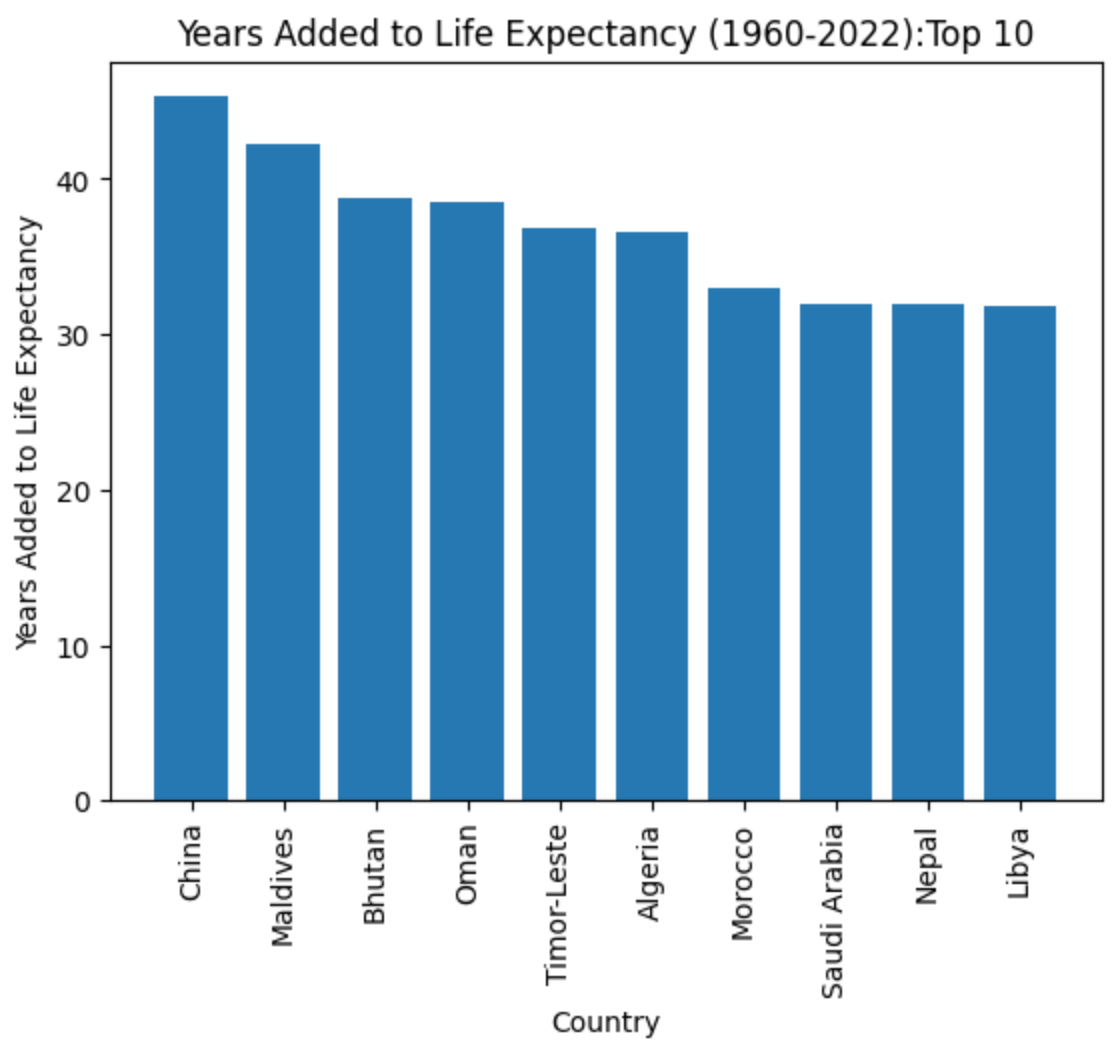 Years Added to Life Expectancy (1960-2022):Top 10
Years Added to Life Expectancy
40
30
20
10
0
China
Maldives
Bhutan
Oman
Timor-Leste
Algeria
Morocco
Saudi Arabia
Nepal
Libya
Country